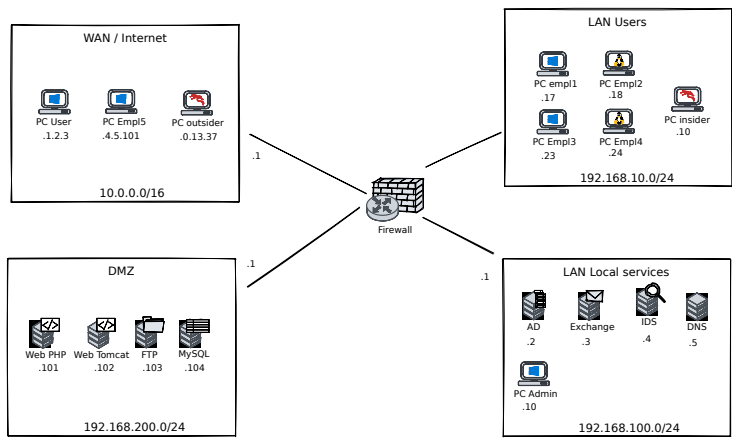 WAN / Internet
PC User
.1.2.3
PC Empl5
.4.5.101
PC outsider
.0.13.37
10.0.0.0/16
.1
LAN Users
PC empl1
.17
PC Empl2
.18
PC insider
.10
PC Empl3
.23
PC Empl4
.24
192.168.10.0/24
Firewall
DMZ
.1
Web PHP
.101
Web Tomcat
.102
FTP
.103
MySQL
.104
192.168.200.0/24
.1
LAN Local services
AD
.2
Exchange
.3
IDS
.4
DNS
.5
PC Admin
.10
192.168.100.0/24